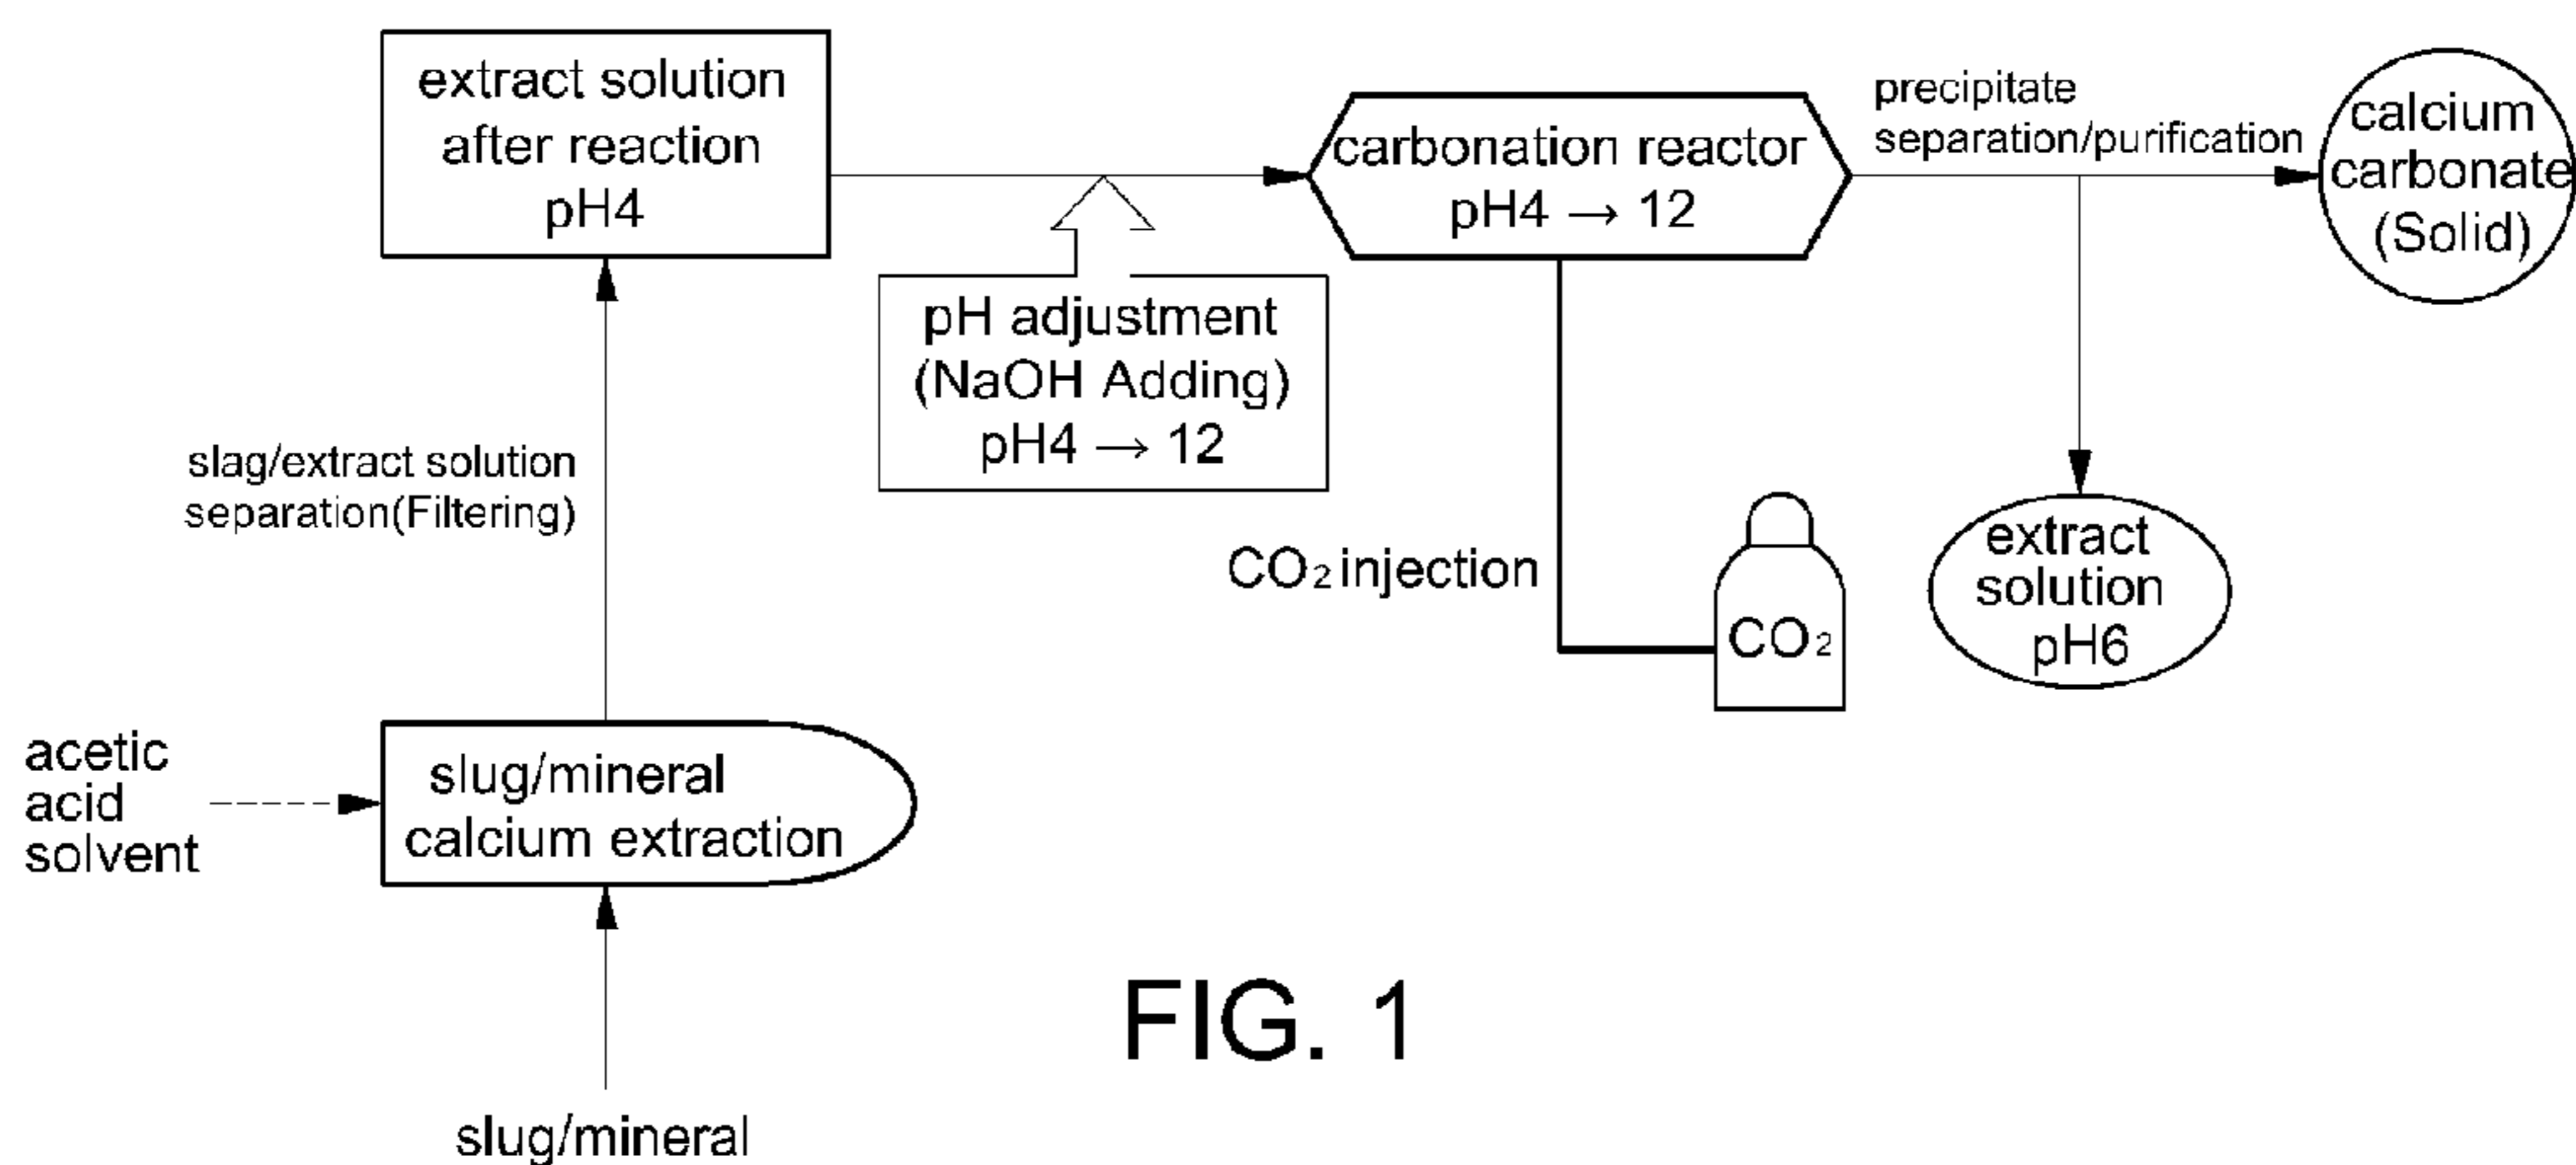 extract solution
after reaction
pH4
carbonation reactor
pH4 → 12
precipitate
separation/purification
calcium
carbonate
(Solid)
pH adjustment
(NaOH Adding)
pH4 → 12
slag/extract solution
separation(Filtering)
CO₂ injection
CO₂
extract
solution
pH6
acetic
acid
solvent
slug/mineral
calcium extraction
slug/mineral
FIG. 1